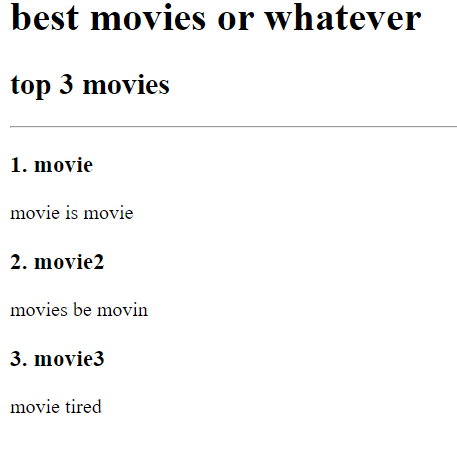 best movies or whatever
top 3 movies
1. movie
movie is movie
2. movie2
movies be movin
3. movie3
movie tired